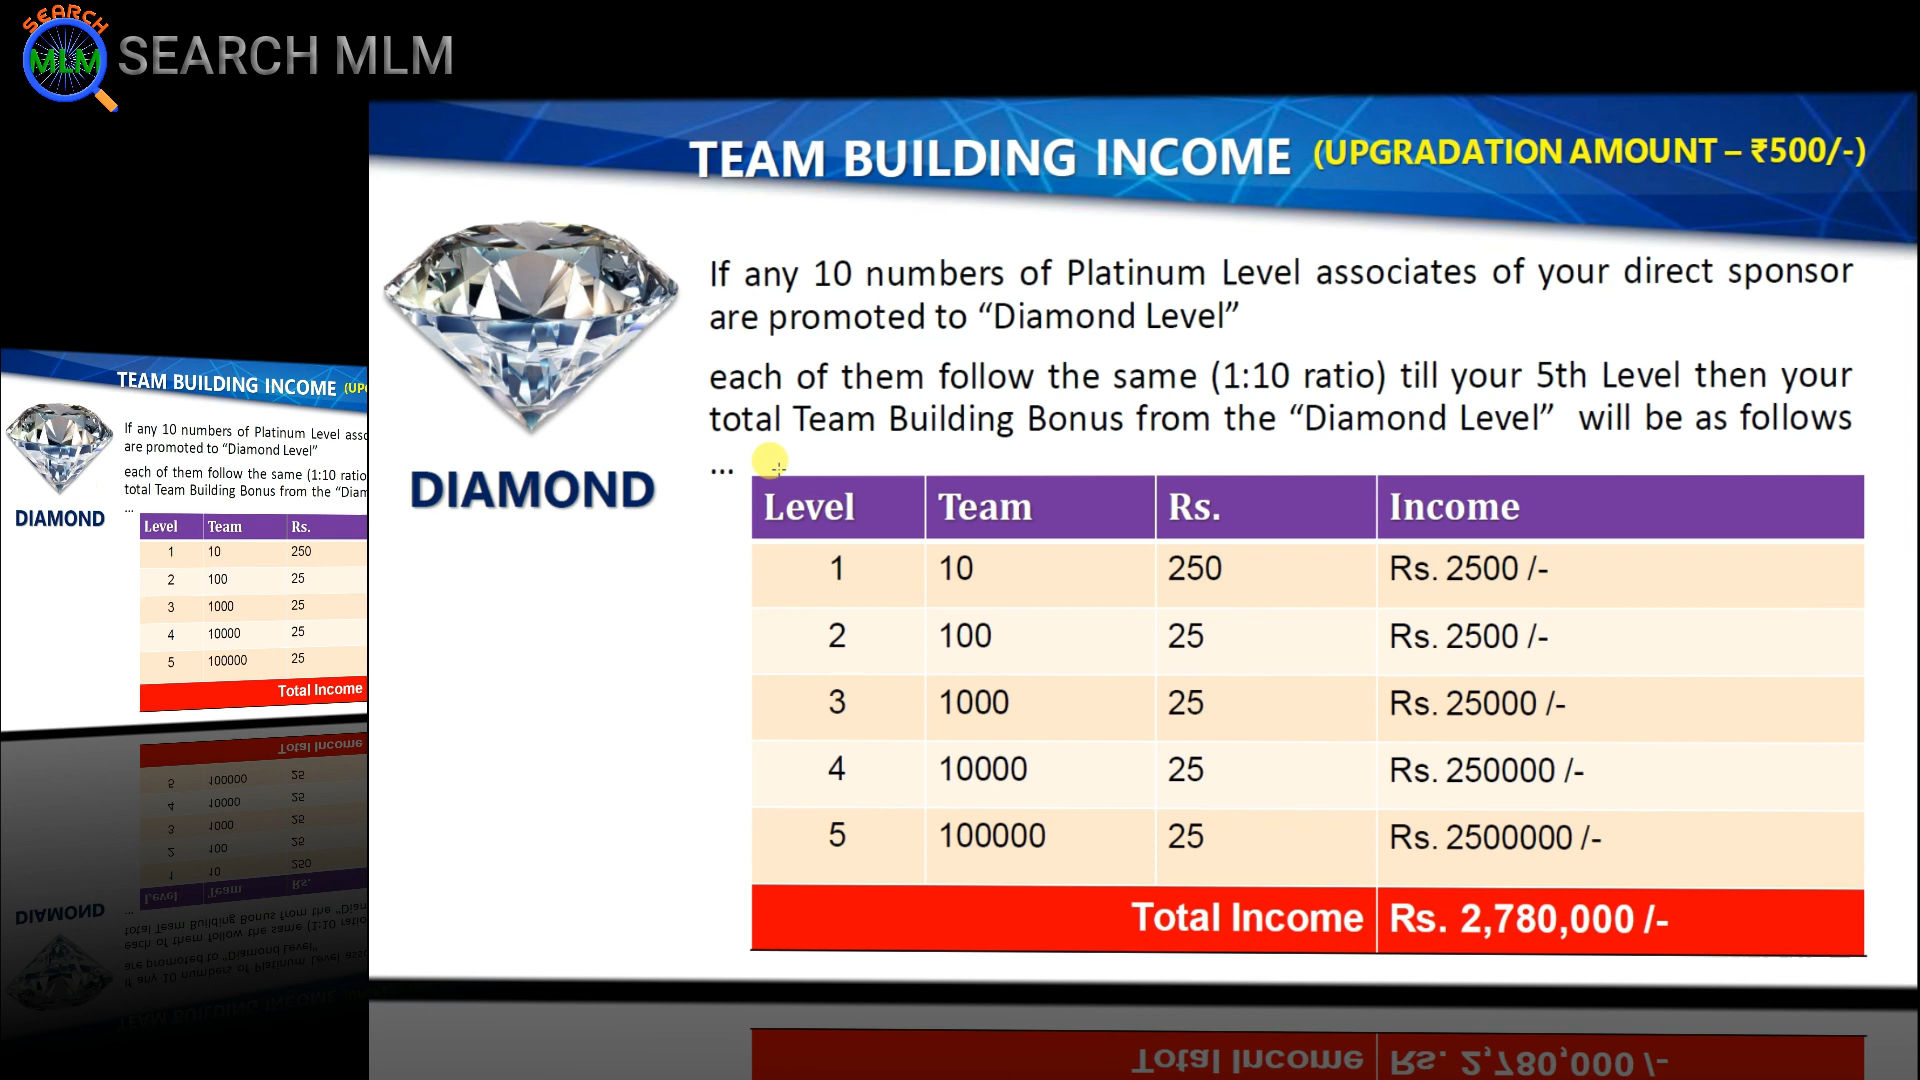 SEARCH
MLM
SEARCH MLM
TEAM BUILDING INCOME (UPGRADATION AMOUNT – ₹500/-)
If any 10 numbers of Platinum Level associates of your direct sponsor
are promoted to “Diamond Level”
each of them follow the same (1:10 ratio) till your 5th Level then your
total Team Building Bonus from the “Diamond Level” will be as follows
...
DIAMOND
Level Team Rs. Income
1 10 250 Rs. 2500 /-
2 100 25 Rs. 2500 /-
3 1000 25 Rs. 25000 /-
4 10000 25 Rs. 250000 /-
5 100000 25 Rs. 2500000 /-
Total Income Rs. 2,780,000 /-
TEAM BUILDING INCOME (UP
If any 10 numbers of Platinum Level asso
are promoted to “Diamond Level”
each of them follow the same (1:10 ratio
total Team Building Bonus from the “Diam
...
DIAMOND
Level Team Rs.
1 10 250
2 100 25
3 1000 25
4 10000 25
5 100000 25
Total Income